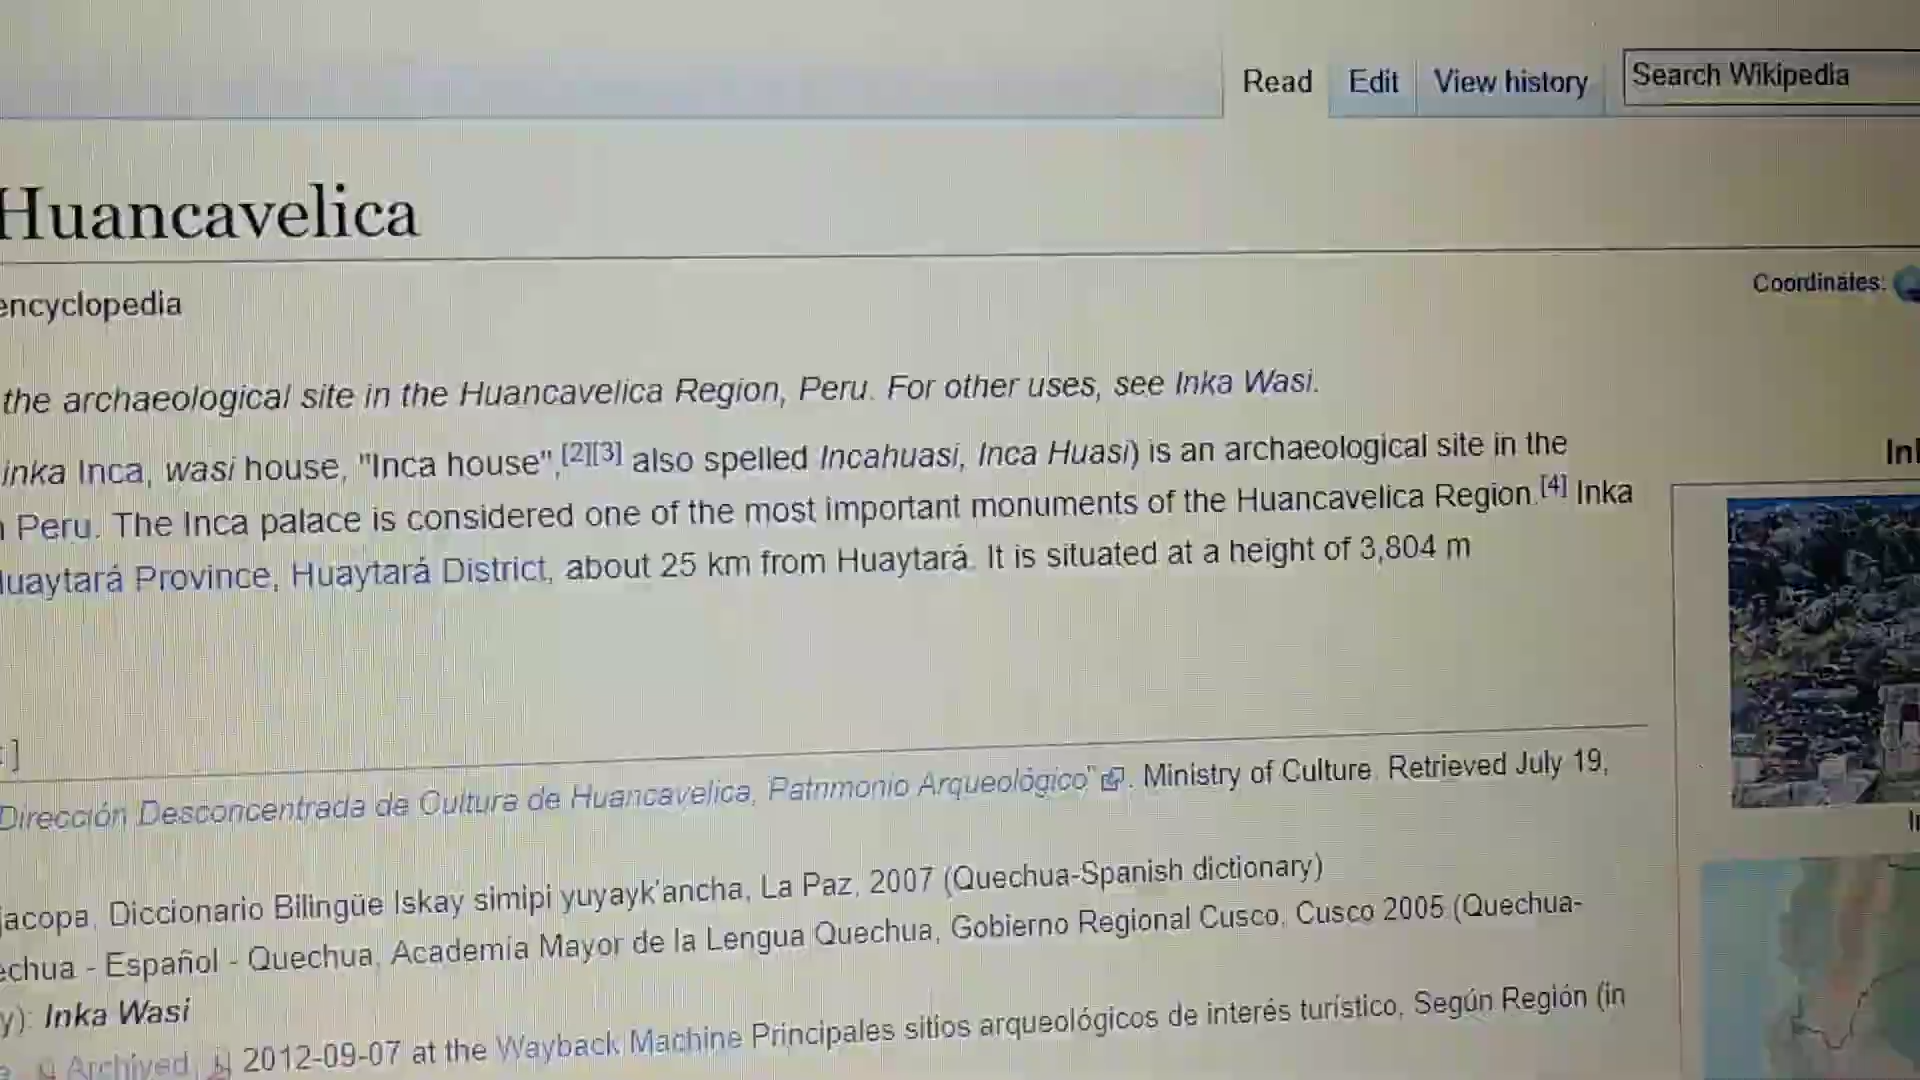 Read Edit View history Search Wikipedia
Huancavelica
encyclopedia
Coordinates:
the archaeological site in the Huancavelica Region, Peru. For other uses, see Inka Wasi.
inka Inca, wasi house, "Inca house",[2][3] also spelled Incahuasi, Inca Huasi) is an archaeological site in the
Peru. The Inca palace is considered one of the most important monuments of the Huancavelica Region.[4] Inka
Huaytará Province, Huaytará District, about 25 km from Huaytará. It is situated at a height of 3,804 m
]
Dirección Desconcentrada de Cultura de Huancavelica, Patrimonio Arqueológico". Ministry of Culture. Retrieved July 19,
jacopa, Diccionario Bilingüe Iskay simipi yuyayk'ancha, La Paz, 2007 (Quechua-Spanish dictionary)
echua - Español - Quechua, Academía Mayor de la Lengua Quechua, Gobierno Regional Cusco, Cusco 2005 (Quechua-
y): Inka Wasi
Archived 2012-09-07 at the Wayback Machine Principales sitios arqueológicos de interés turístico, Según Región (in